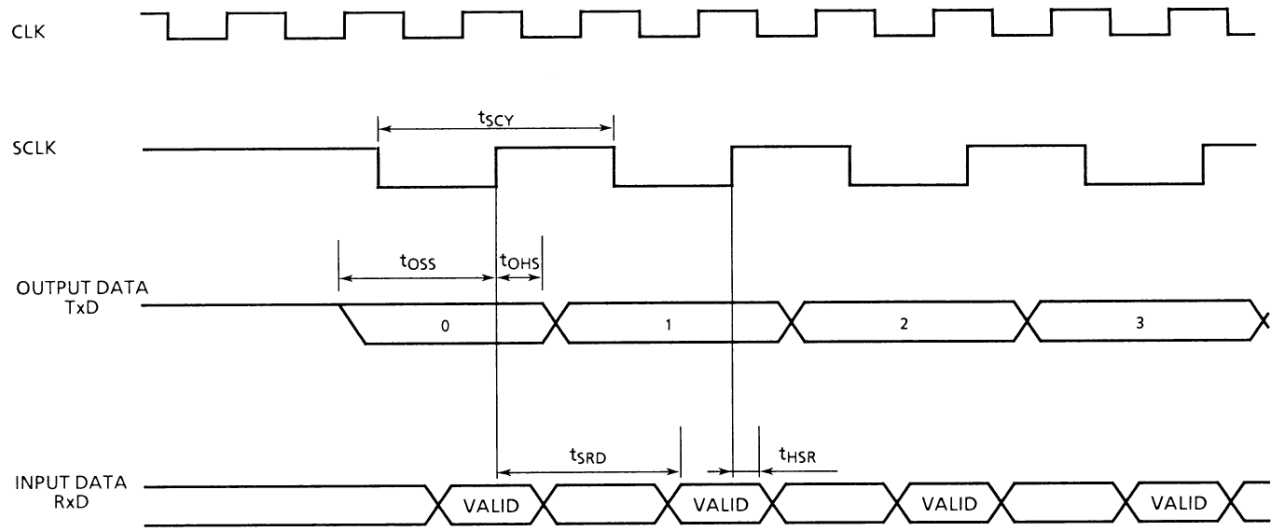 CLK
tSCY
SCLK
tOSS
tOHS
OUTPUT DATA
TxD
0
1
2
3
tSRD
tHSR
INPUT DATA
RxD
VALID
VALID
VALID
VALID